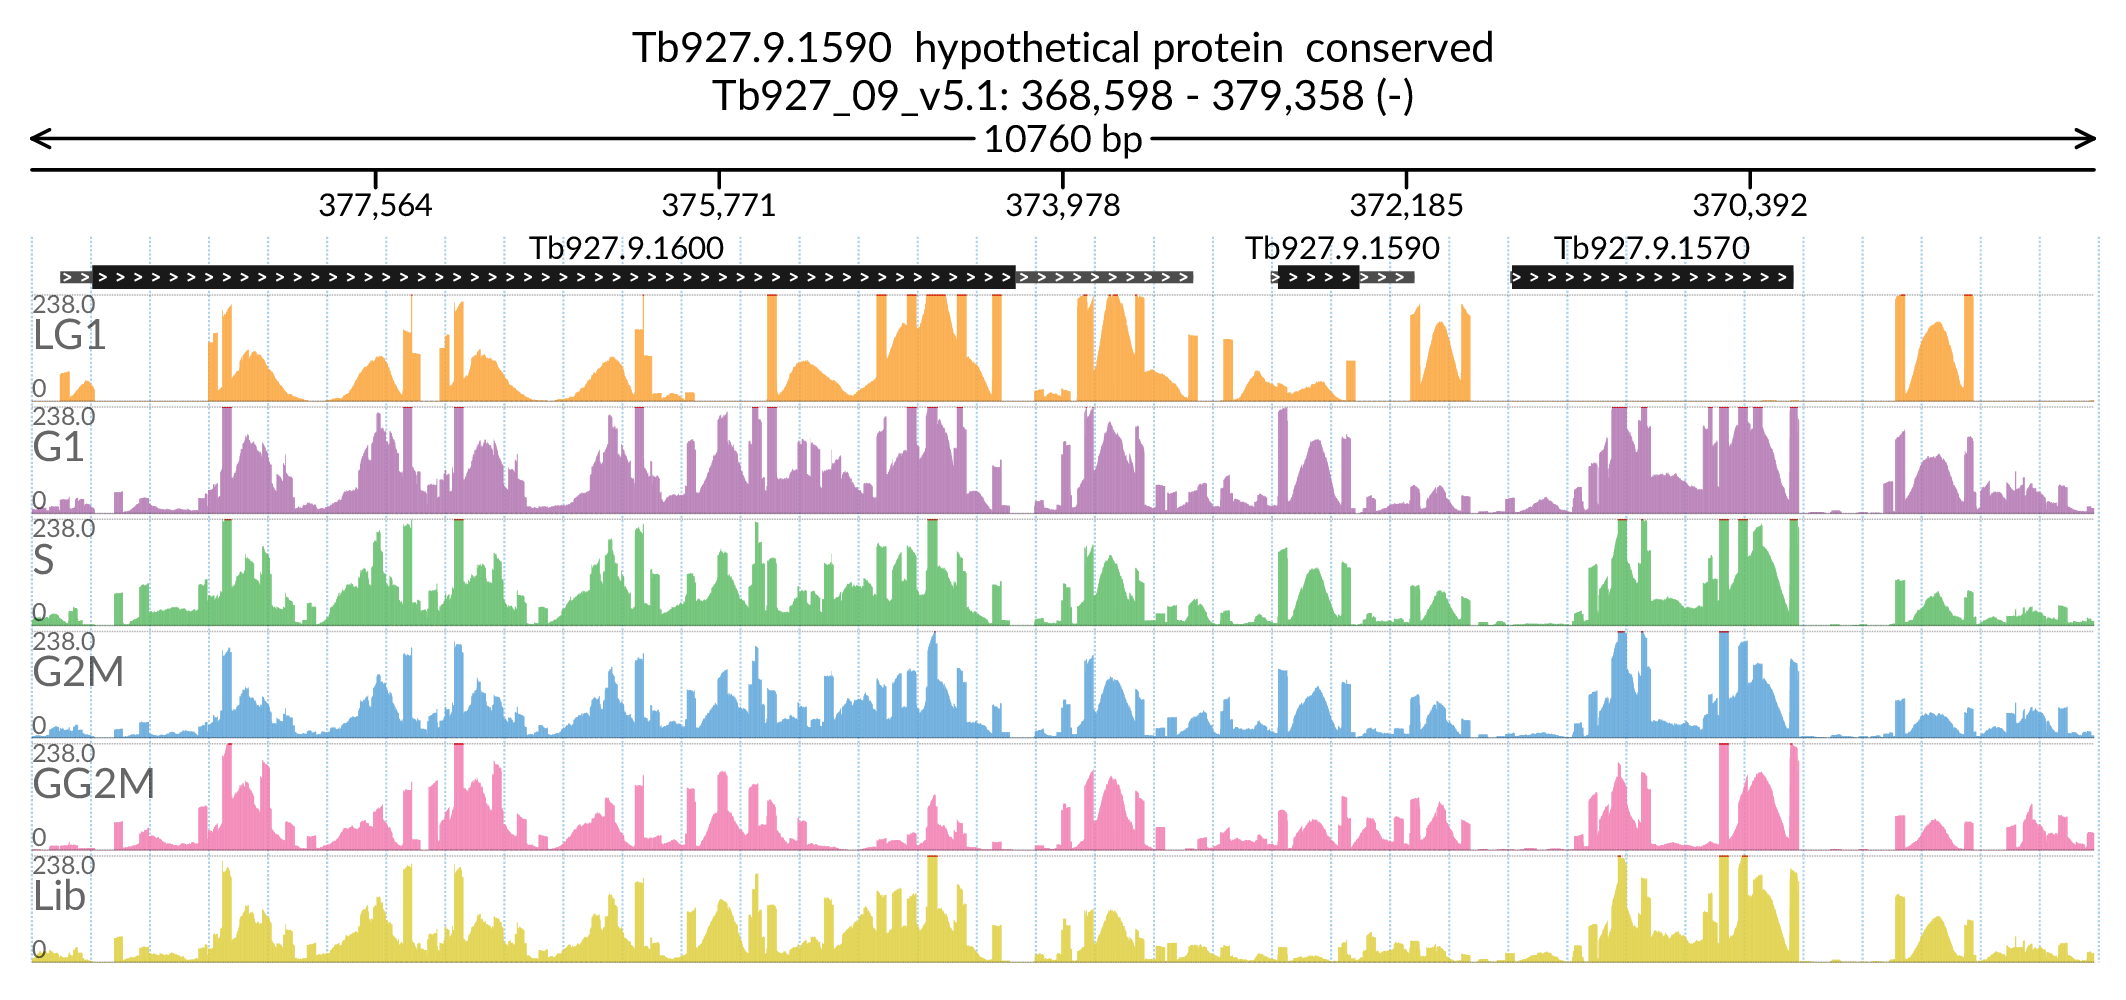 Tb927.9.1590 hypothetical protein conserved
Tb927_09_v5.1: 368,598 - 379,358 (-)
10760 bp
377,564 375,771 373,978 372,185 370,392
Tb927.9.1600 Tb927.9.1590 Tb927.9.1570
238.0
LG1
0
238.0
G1
0
238.0
S
0
238.0
G2M
0
238.0
GG2M
0
238.0
Lib
0